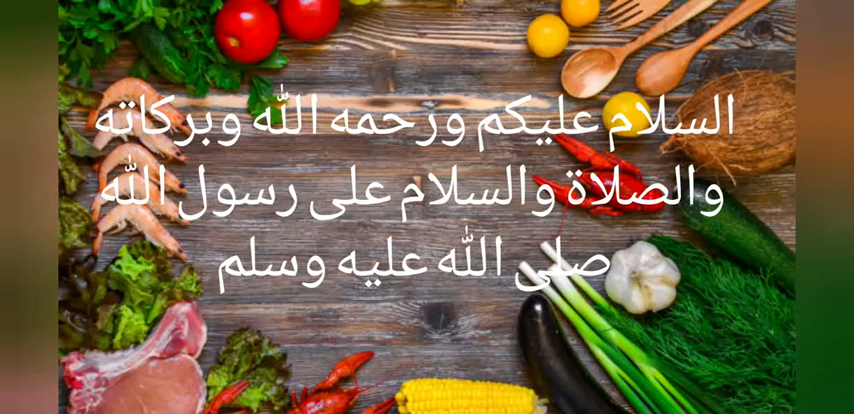 السلام عليكم ورحمه الله وبركاته
والصلاة والسلام على رسول الله
صلى الله عليه وسلم